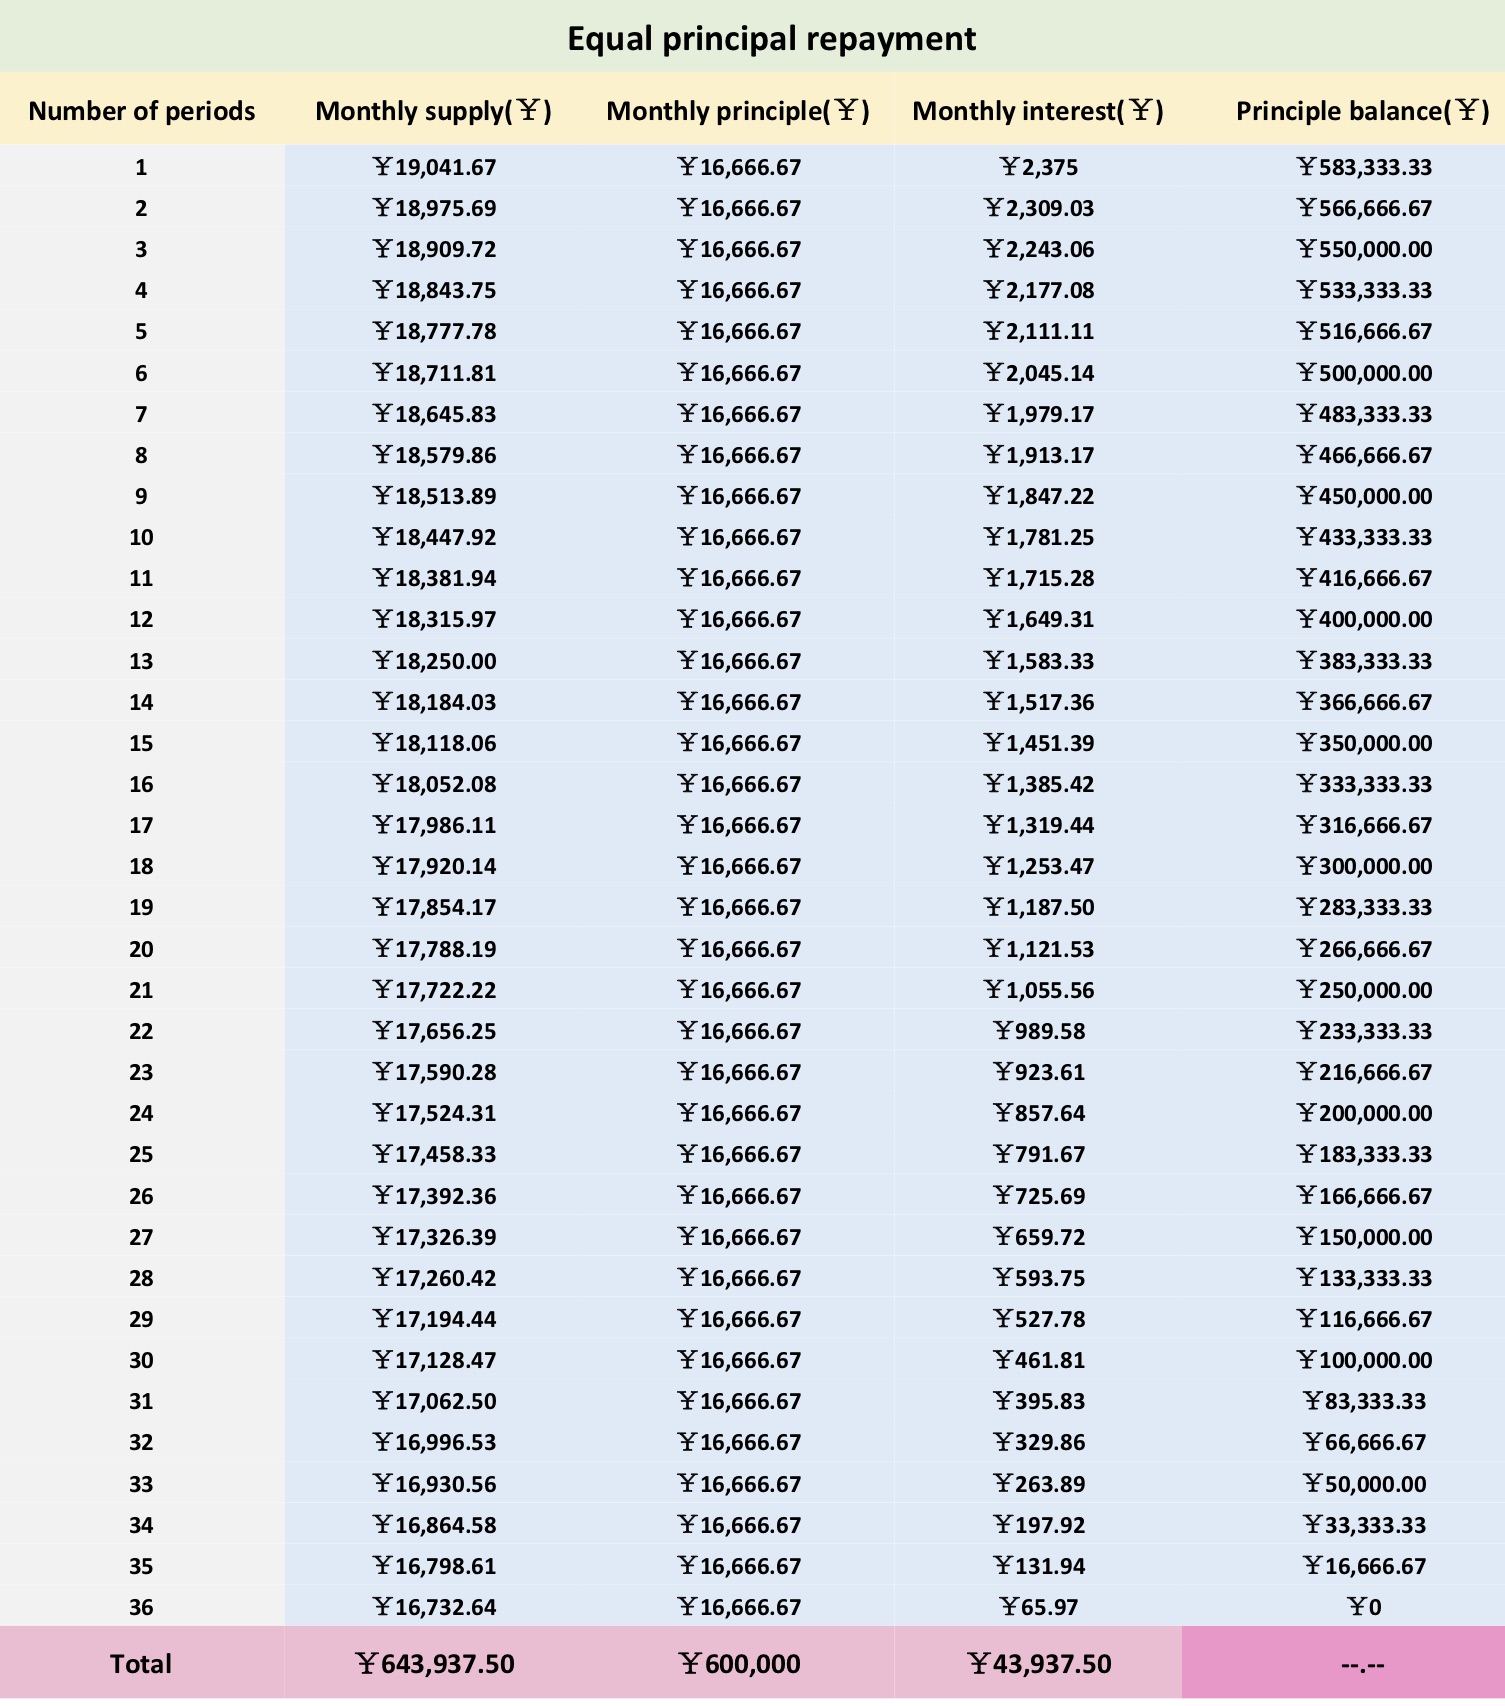 Equal principal repayment
Number of periods Monthly supply(¥) Monthly principle(¥) Monthly interest(¥) Principle balance(¥)
1 ¥19,041.67 ¥16,666.67 ¥2,375 ¥583,333.33
2 ¥18,975.69 ¥16,666.67 ¥2,309.03 ¥566,666.67
3 ¥18,909.72 ¥16,666.67 ¥2,243.06 ¥550,000.00
4 ¥18,843.75 ¥16,666.67 ¥2,177.08 ¥533,333.33
5 ¥18,777.78 ¥16,666.67 ¥2,111.11 ¥516,666.67
6 ¥18,711.81 ¥16,666.67 ¥2,045.14 ¥500,000.00
7 ¥18,645.83 ¥16,666.67 ¥1,979.17 ¥483,333.33
8 ¥18,579.86 ¥16,666.67 ¥1,913.17 ¥466,666.67
9 ¥18,513.89 ¥16,666.67 ¥1,847.22 ¥450,000.00
10 ¥18,447.92 ¥16,666.67 ¥1,781.25 ¥433,333.33
11 ¥18,381.94 ¥16,666.67 ¥1,715.28 ¥416,666.67
12 ¥18,315.97 ¥16,666.67 ¥1,649.31 ¥400,000.00
13 ¥18,250.00 ¥16,666.67 ¥1,583.33 ¥383,333.33
14 ¥18,184.03 ¥16,666.67 ¥1,517.36 ¥366,666.67
15 ¥18,118.06 ¥16,666.67 ¥1,451.39 ¥350,000.00
16 ¥18,052.08 ¥16,666.67 ¥1,385.42 ¥333,333.33
17 ¥17,986.11 ¥16,666.67 ¥1,319.44 ¥316,666.67
18 ¥17,920.14 ¥16,666.67 ¥1,253.47 ¥300,000.00
19 ¥17,854.17 ¥16,666.67 ¥1,187.50 ¥283,333.33
20 ¥17,788.19 ¥16,666.67 ¥1,121.53 ¥266,666.67
21 ¥17,722.22 ¥16,666.67 ¥1,055.56 ¥250,000.00
22 ¥17,656.25 ¥16,666.67 ¥989.58 ¥233,333.33
23 ¥17,590.28 ¥16,666.67 ¥923.61 ¥216,666.67
24 ¥17,524.31 ¥16,666.67 ¥857.64 ¥200,000.00
25 ¥17,458.33 ¥16,666.67 ¥791.67 ¥183,333.33
26 ¥17,392.36 ¥16,666.67 ¥725.69 ¥166,666.67
27 ¥17,326.39 ¥16,666.67 ¥659.72 ¥150,000.00
28 ¥17,260.42 ¥16,666.67 ¥593.75 ¥133,333.33
29 ¥17,194.44 ¥16,666.67 ¥527.78 ¥116,666.67
30 ¥17,128.47 ¥16,666.67 ¥461.81 ¥100,000.00
31 ¥17,062.50 ¥16,666.67 ¥395.83 ¥83,333.33
32 ¥16,996.53 ¥16,666.67 ¥329.86 ¥66,666.67
33 ¥16,930.56 ¥16,666.67 ¥263.89 ¥50,000.00
34 ¥16,864.58 ¥16,666.67 ¥197.92 ¥33,333.33
35 ¥16,798.61 ¥16,666.67 ¥131.94 ¥16,666.67
36 ¥16,732.64 ¥16,666.67 ¥65.97 ¥0
Total ¥643,937.50 ¥600,000 ¥43,937.50 --.--